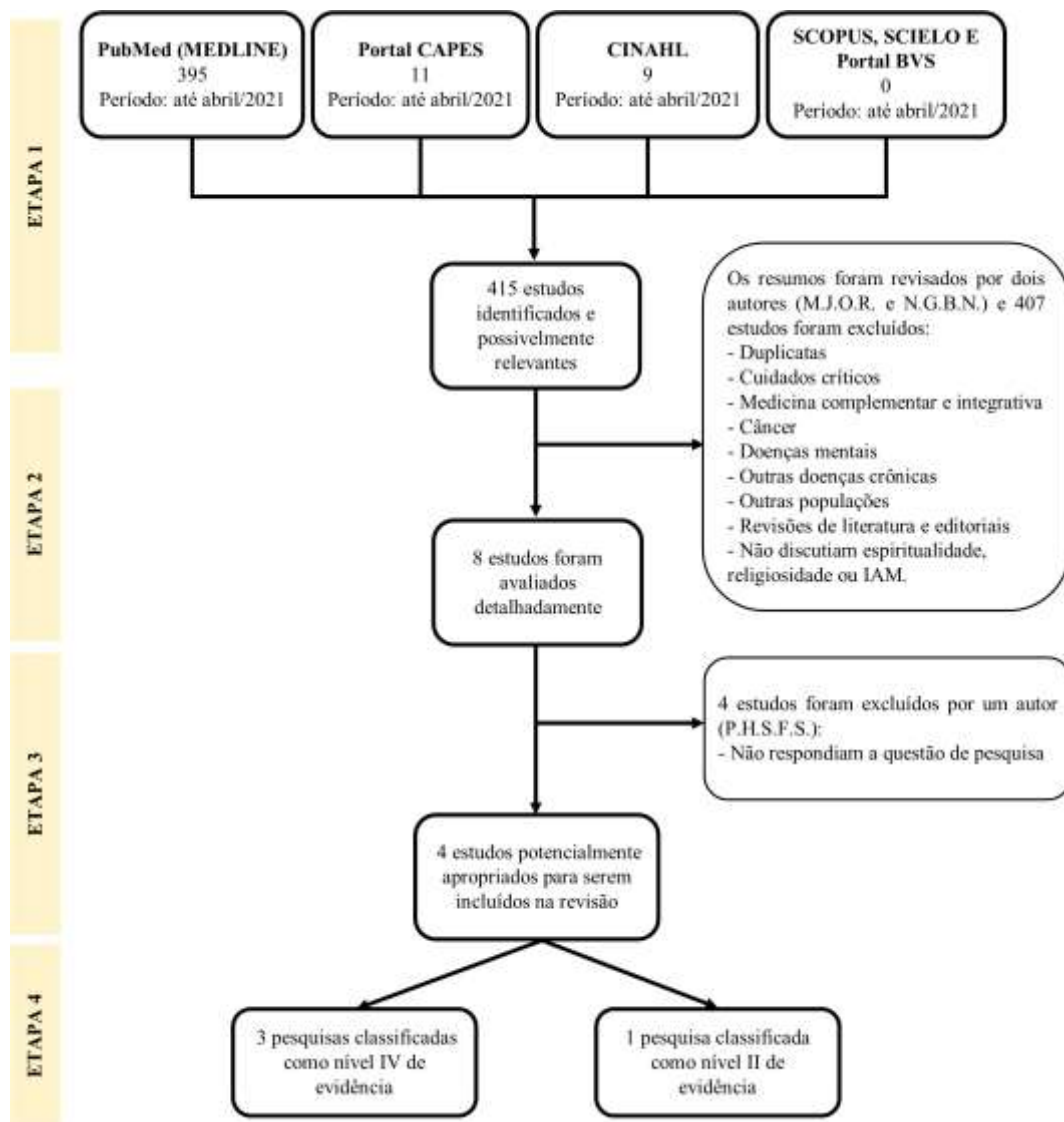 ETAPA 1
PubMed (MEDLINE)
395
Período: até abril/2021
Portal CAPES
11
Período: até abril/2021
CINAHL
9
Período: até abril/2021
SCOPUS, SCIELO E
Portal BVS
0
Período: até abril/2021
415 estudos
identificados e
possivelmente
relevantes
Os resumos foram revisados por dois
autores (M.J.O.R. e N.G.B.N.) e 407
estudos foram excluídos:
- Duplicatas
- Cuidados críticos
- Medicina complementar e integrativa
- Câncer
- Doenças mentais
- Outras doenças crônicas
- Outras populações
- Revisões de literatura e editoriais
- Não discutiam espiritualidade,
religiosidade ou IAM.
ETAPA 2
8 estudos foram
avaliados
detalhadamente
ETAPA 3
4 estudos foram excluídos por um autor
(P.H.S.F.S.):
- Não respondiam a questão de pesquisa
4 estudos potencialmente
apropriados para serem
incluídos na revisão
ETAPA 4
3 pesquisas classificadas
como nível IV de
evidência
1 pesquisa classificada
como nível II de
evidência